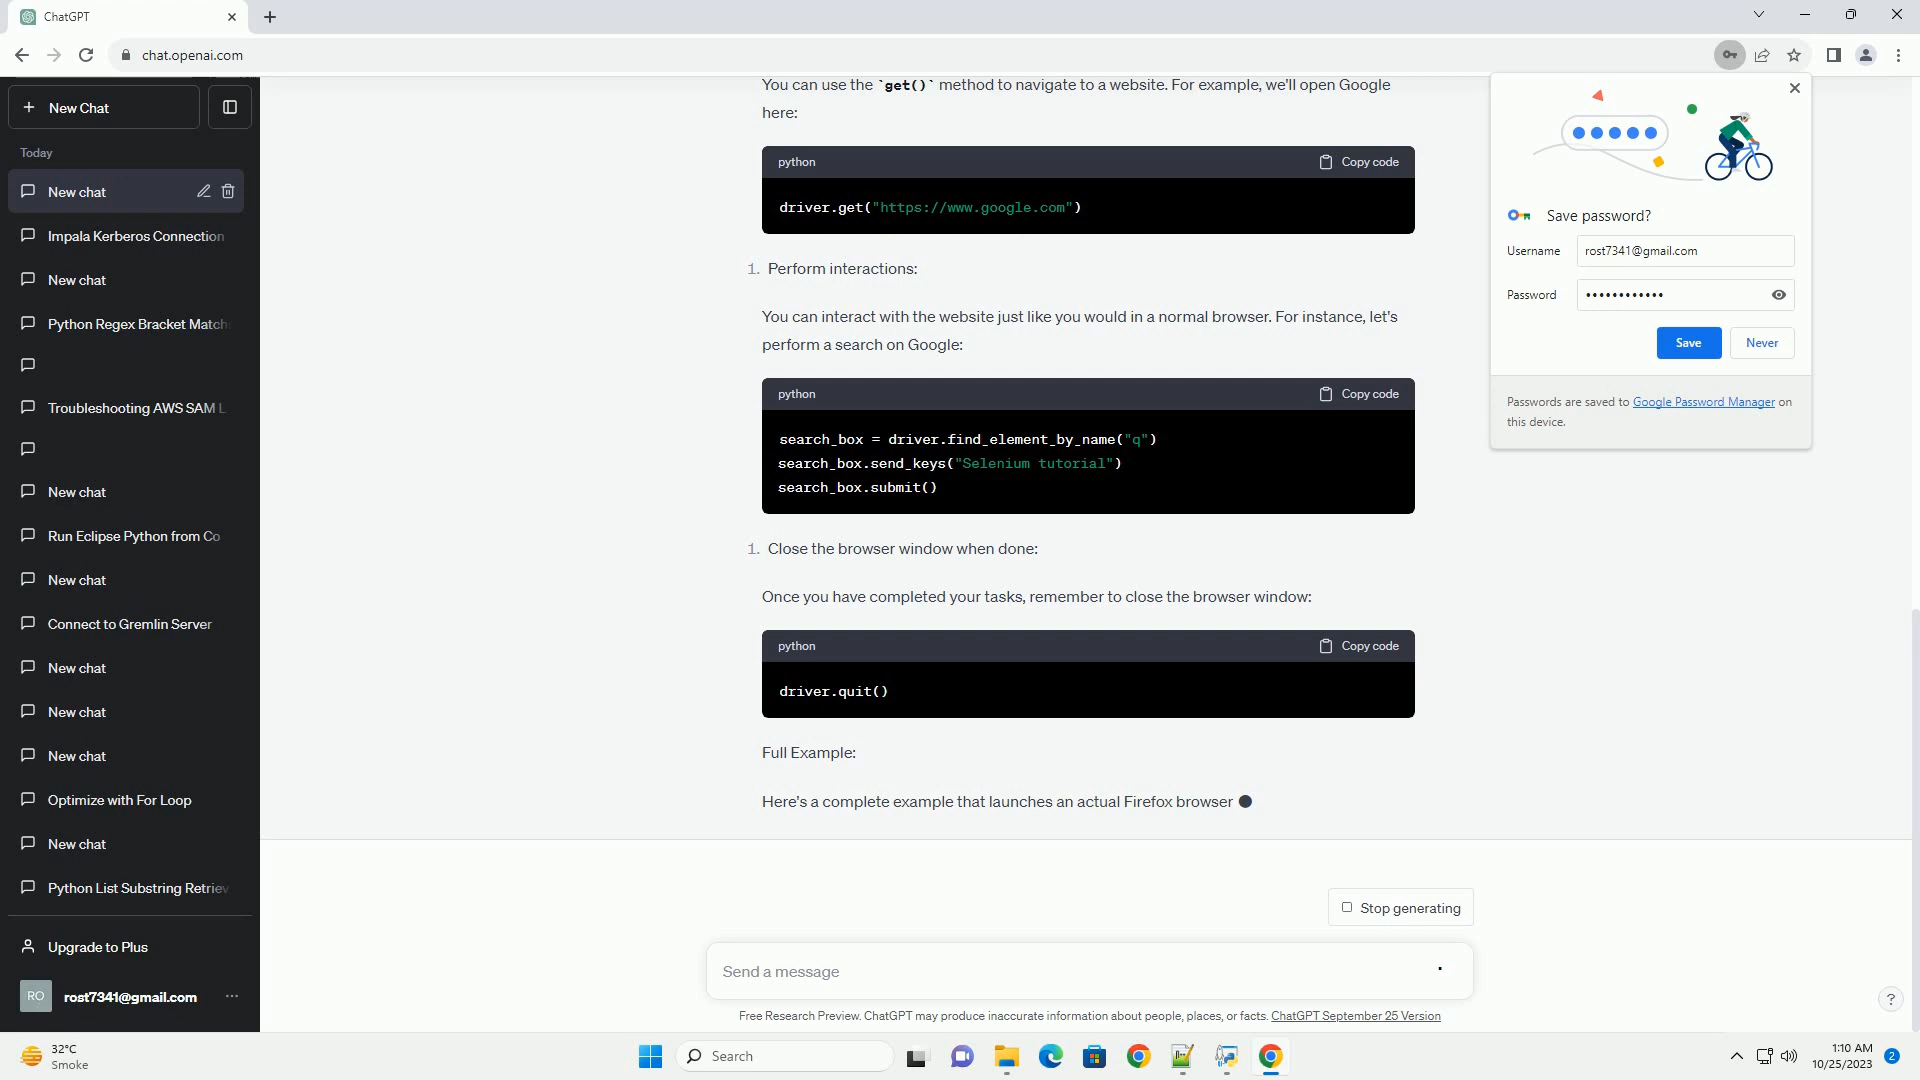 ChatGPT
chat.openai.com
New Chat
Today
New chat
Impala Kerberos Connection
New chat
Python Regex Bracket Match
Troubleshooting AWS SAM L
New chat
Run Eclipse Python from Co
New chat
Connect to Gremlin Server
New chat
New chat
New chat
Optimize with For Loop
New chat
Python List Substring Retriev
Upgrade to Plus
RO
rost7341@gmail.com
You can use the `get()` method to navigate to a website. For example, we'll open Google
here:
python
Copy code
driver.get("https://www.google.com")
1. Perform interactions:
You can interact with the website just like you would in a normal browser. For instance, let's
perform a search on Google:
python
Copy code
search_box = driver.find_element_by_name("q")
search_box.send_keys("Selenium tutorial")
search_box.submit()
1. Close the browser window when done:
Once you have completed your tasks, remember to close the browser window:
python
Copy code
driver.quit()
Full Example:
Here's a complete example that launches an actual Firefox browser
Stop generating
Send a message
Free Research Preview. ChatGPT may produce inaccurate information about people, places, or facts. ChatGPT September 25 Version
?
Save password?
Username
rost7341@gmail.com
Password
••••••••••••
Save
Never
Passwords are saved to Google Password Manager on
this device.
32°C
Smoke
Search
1:10 AM
10/25/2023
2